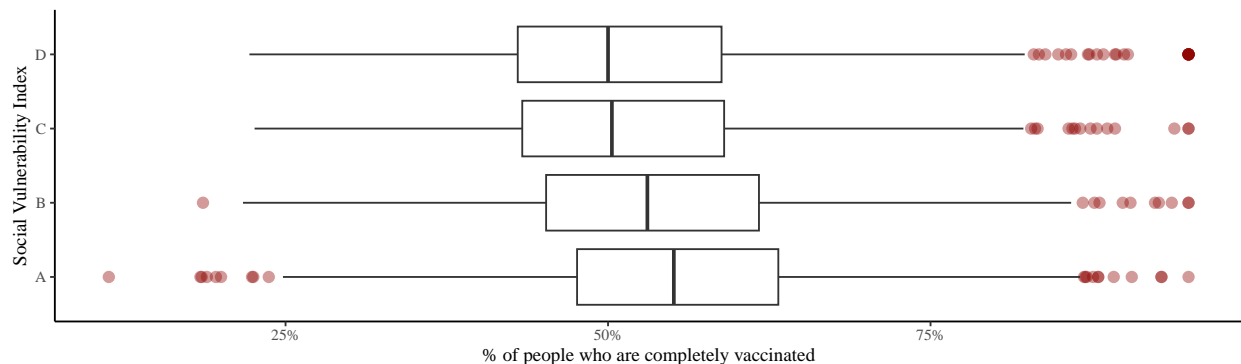 Social Vulnerability Index
D
C
B
A
25%
50%
75%
% of people who are completely vaccinated